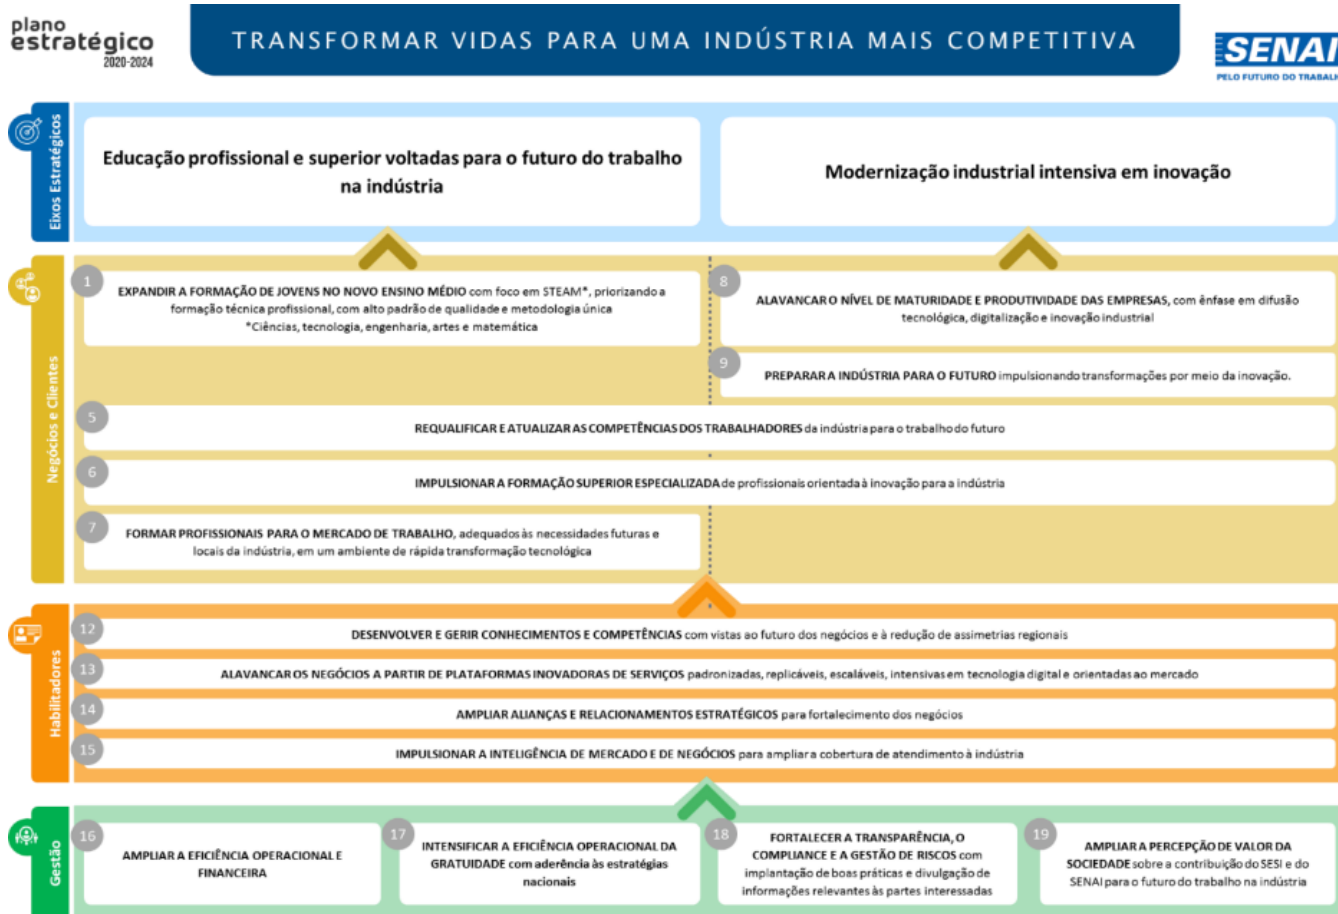 plano
estratégico
2020-2024
TRANSFORMAR VIDAS PARA UMA INDÚSTRIA MAIS COMPETITIVA
SENAI
PELO FUTURO DO TRABALHO
Eixos Estratégicos
Educação profissional e superior voltadas para o futuro do trabalho
na indústria
Modernização industrial intensiva em inovação
Negócios e Clientes
1
EXPANDIR A FORMAÇÃO DE JOVENS NO NOVO ENSINO MÉDIO com foco em STEAM*, priorizando a
formação técnica profissional, com alto padrão de qualidade e metodologia única
*Ciências, tecnologia, engenharia, artes e matemática
8
ALAVANCAR O NÍVEL DE MATURIDADE E PRODUTIVIDADE DAS EMPRESAS, com ênfase em difusão
tecnológica, digitalização e inovação industrial
9
PREPARAR A INDÚSTRIA PARA O FUTURO impulsionando transformações por meio da inovação.
5
REQUALIFICAR E ATUALIZAR AS COMPETÊNCIAS DOS TRABALHADORES da indústria para o trabalho do futuro
6
IMPULSIONAR A FORMAÇÃO SUPERIOR ESPECIALIZADA de profissionais orientada à inovação para a indústria
7
FORMAR PROFISSIONAIS PARA O MERCADO DE TRABALHO, adequados às necessidades futuras e
locais da indústria, em um ambiente de rápida transformação tecnológica
Habilitadores
12
DESENVOLVER E GERIR CONHECIMENTOS E COMPETÊNCIAS com vistas ao futuro dos negócios e à redução de assimetrias regionais
13
ALAVANCAR OS NEGÓCIOS A PARTIR DE PLATAFORMAS INOVADORAS DE SERVIÇOS padronizadas, replicáveis, escaláveis, intensivas em tecnologia digital e orientadas ao mercado
14
AMPLIAR ALIANÇAS E RELACIONAMENTOS ESTRATÉGICOS para fortalecimento dos negócios
15
IMPULSIONAR A INTELIGÊNCIA DE MERCADO E DE NEGÓCIOS para ampliar a cobertura de atendimento à indústria
Gestão
16
AMPLIAR A EFICIÊNCIA OPERACIONAL E
FINANCEIRA
17
INTENSIFICAR A EFICIÊNCIA OPERACIONAL DA
GRATUIDADE com aderência às estratégias
nacionais
18
FORTALECER A TRANSPARÊNCIA, O
COMPLIANCE E A GESTÃO DE RISCOS com
implantação de boas práticas e divulgação de
informações relevantes às partes interessadas
19
AMPLIAR A PERCEPÇÃO DE VALOR DA
SOCIEDADE sobre a contribuição do SESI e do
SENAI para o futuro do trabalho na indústria